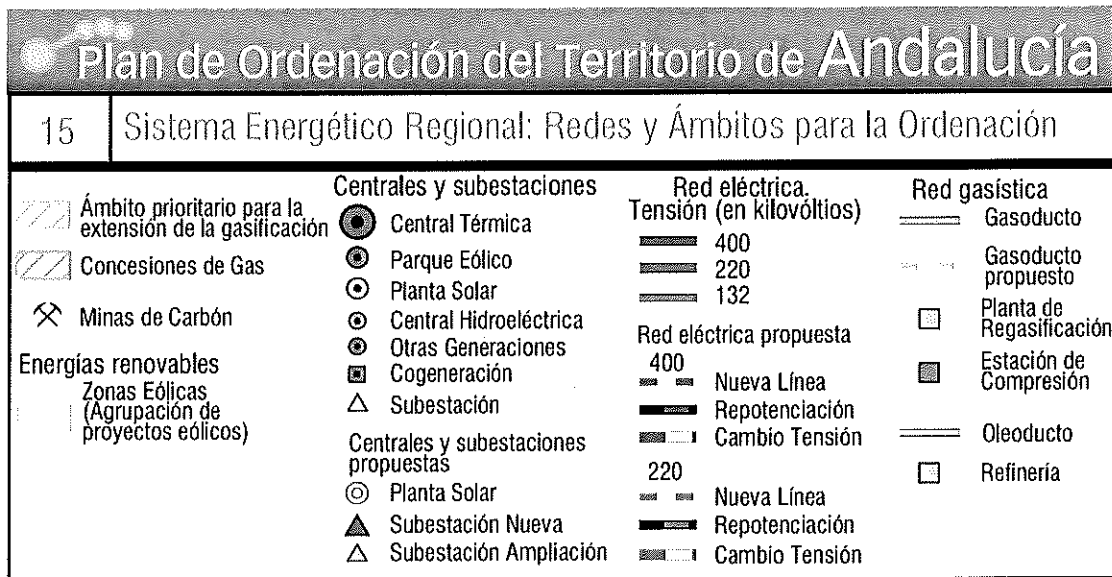 Plan de Ordenación del Territorio de Andalucía
15 Sistema Energético Regional: Redes y Ámbitos para la Ordenación
Ámbito prioritario para la
extensión de la gasificación
Concesiones de Gas
Minas de Carbón
Energías renovables
Zonas Eólicas
(Agrupación de
proyectos eólicos)
Centrales y subestaciones
Central Térmica
Parque Eólico
Planta Solar
Central Hidroeléctrica
Otras Generaciones
Cogeneración
Subestación
Centrales y subestaciones
propuestas
Planta Solar
Subestación Nueva
Subestación Ampliación
Red eléctrica.
Tensión (en kilovóltios)
400
220
132
Red eléctrica propuesta
400
Nueva Línea
Repotenciación
Cambio Tensión
220
Nueva Línea
Repotenciación
Cambio Tensión
Red gasística
Gasoducto
Gasoducto
propuesto
Planta de
Regasificación
Estación de
Compresión
Oleoducto
Refinería